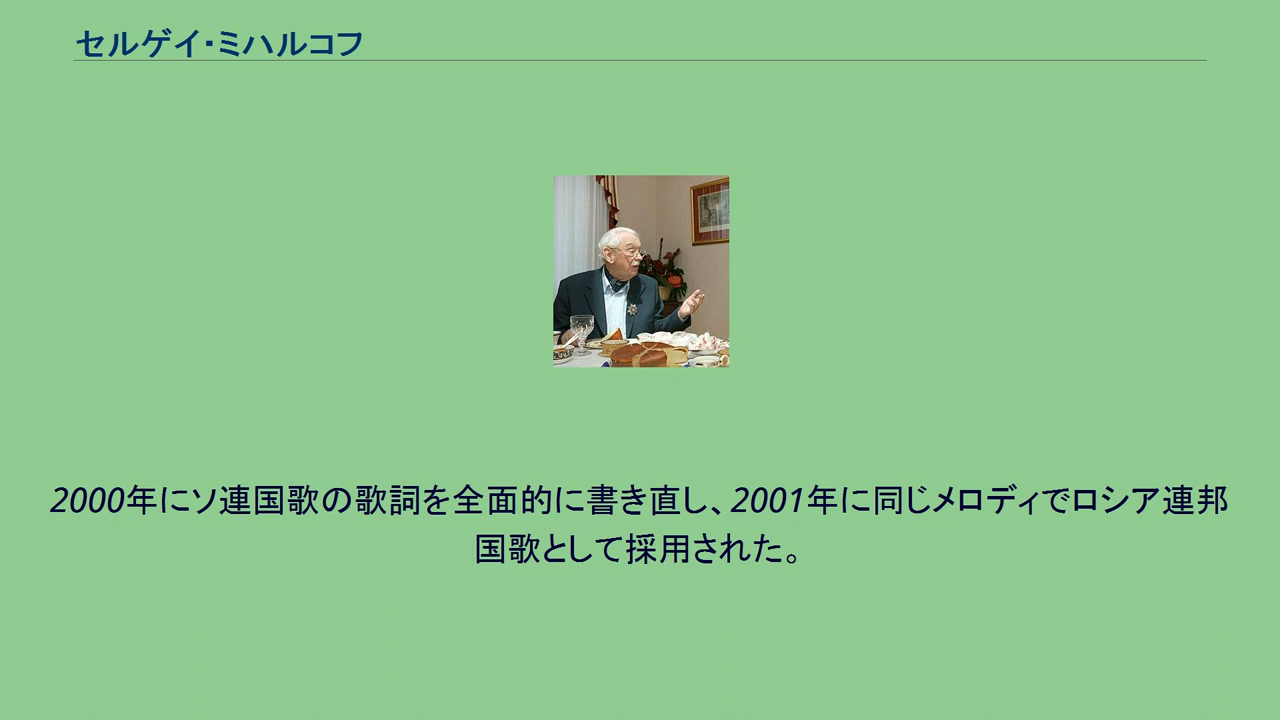 セルゲイ・ミハルコフ
2000年にソ連国歌の歌詞を全面的に書き直し、2001年に同じメロディでロシア連邦
国歌として採用された。